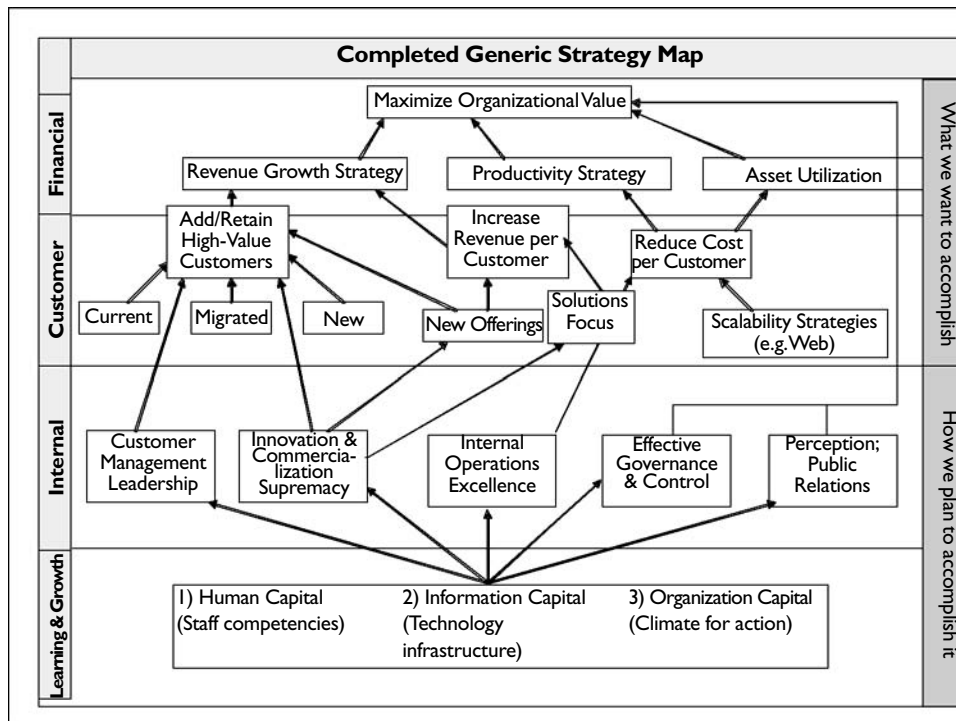 Completed Generic Strategy Map
Financial
Maximize Organizational Value
Revenue Growth Strategy
Productivity Strategy
Asset Utilization
What we want to accomplish
Customer
Add/Retain
High-Value
Customers
Increase
Revenue per
Customer
Reduce Cost
per Customer
Current
Migrated
New
New Offerings
Solutions
Focus
Scalability Strategies
(e.g. Web)
Internal
Customer
Management
Leadership
Innovation &
Commercia-
lization
Supremacy
Internal
Operations
Excellence
Effective
Governance
& Control
Perception;
Public
Relations
How we plan to accomplish it
Learning & Growth
1) Human Capital
(Staff competencies)
2) Information Capital
(Technology
infrastructure)
3) Organization Capital
(Climate for action)